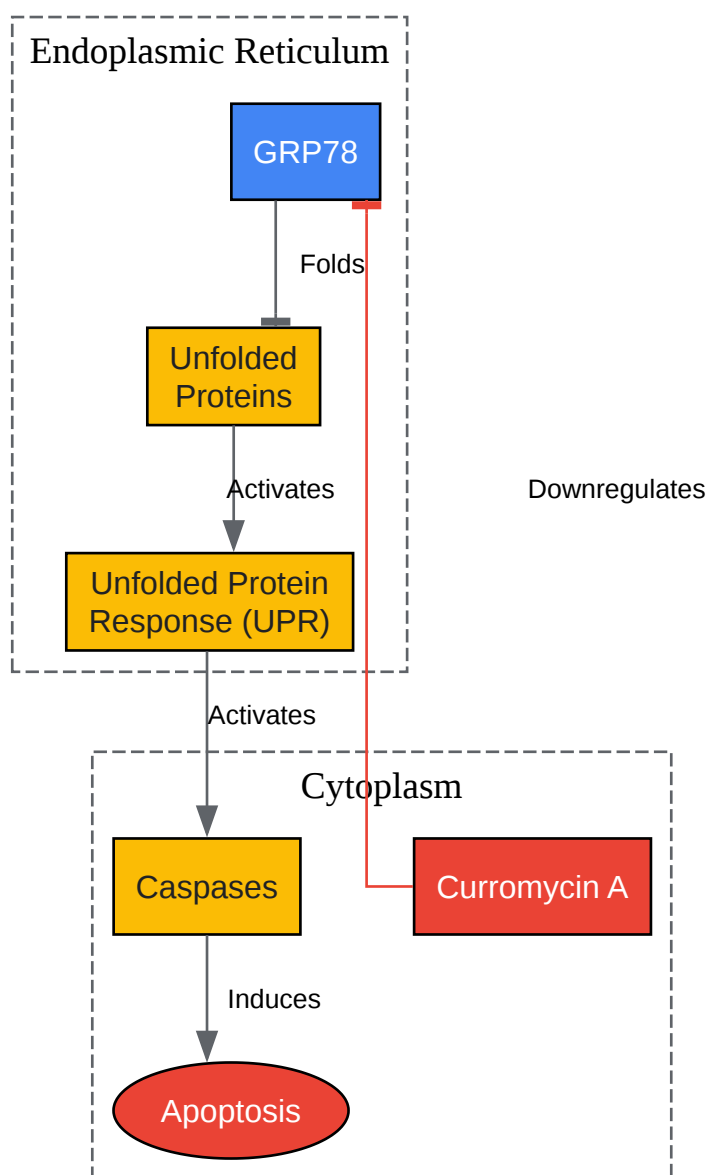 Endoplasmic Reticulum
GRP78
Folds
Unfolded
Proteins
Activates
Downregulates
Unfolded Protein
Response (UPR)
Activates
Cytoplasm
Caspases
Curromycin A
Induces
Apoptosis